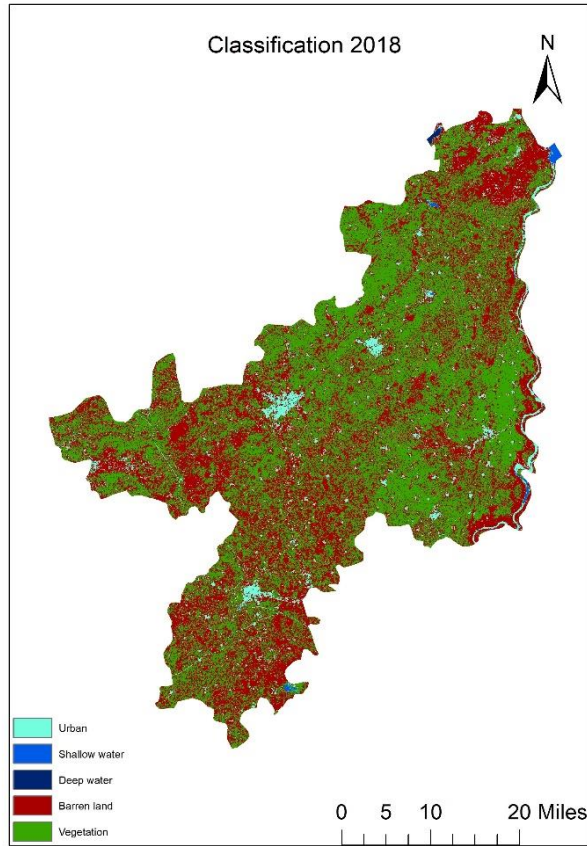 Classification 2018
N
Urban
Shallow water
Deep water
Barren land
Vegetation
0 5 10 20 Miles